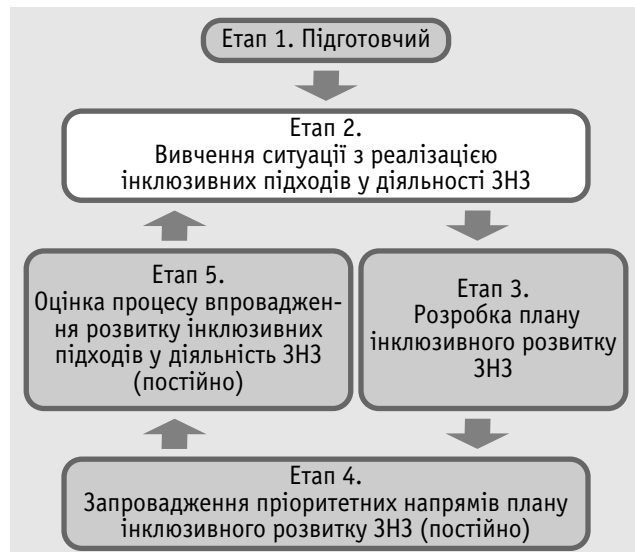 Етап 1. Підготовчий
Етап 2.
Вивчення ситуації з реалізацією
інклюзивних підходів у діяльності ЗНЗ
Етап 5.
Оцінка процесу впроваджен-
ня розвитку інклюзивних
підходів у діяльність ЗНЗ
(постійно)
Етап 3.
Розробка плану
інклюзивного розвитку
ЗНЗ
Етап 4.
Запровадження пріоритетних напрямів плану
інклюзивного розвитку ЗНЗ (постійно)